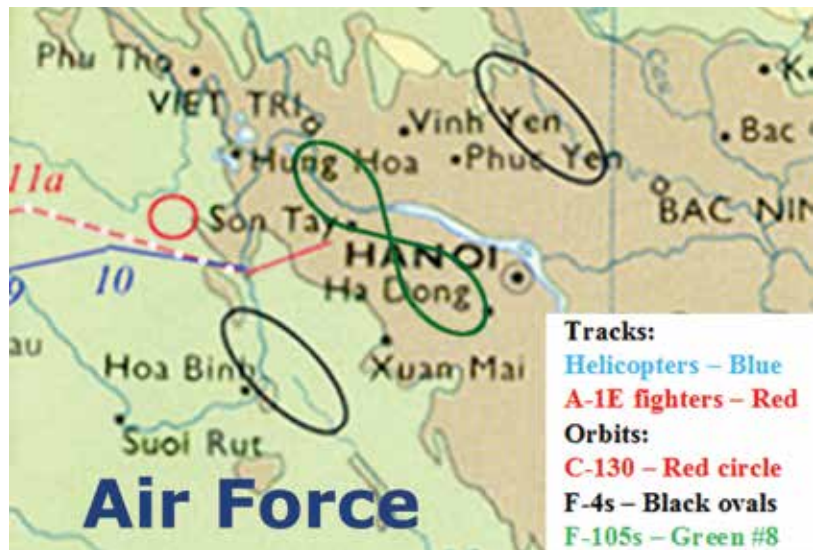 Phu Tho
VIET TRI
Vinh Yen
Bac
Hung Hoa
Phuc Yen
11a
Son Tay
BAC NIN
HANOI
10
9
Ha Dong
au
Hoa Binh
Xuan Mai
Suoi Rut
Air Force
Tracks:
Helicopters – Blue
A-1E fighters – Red
Orbits:
C-130 – Red circle
F-4s – Black ovals
F-105s – Green #8